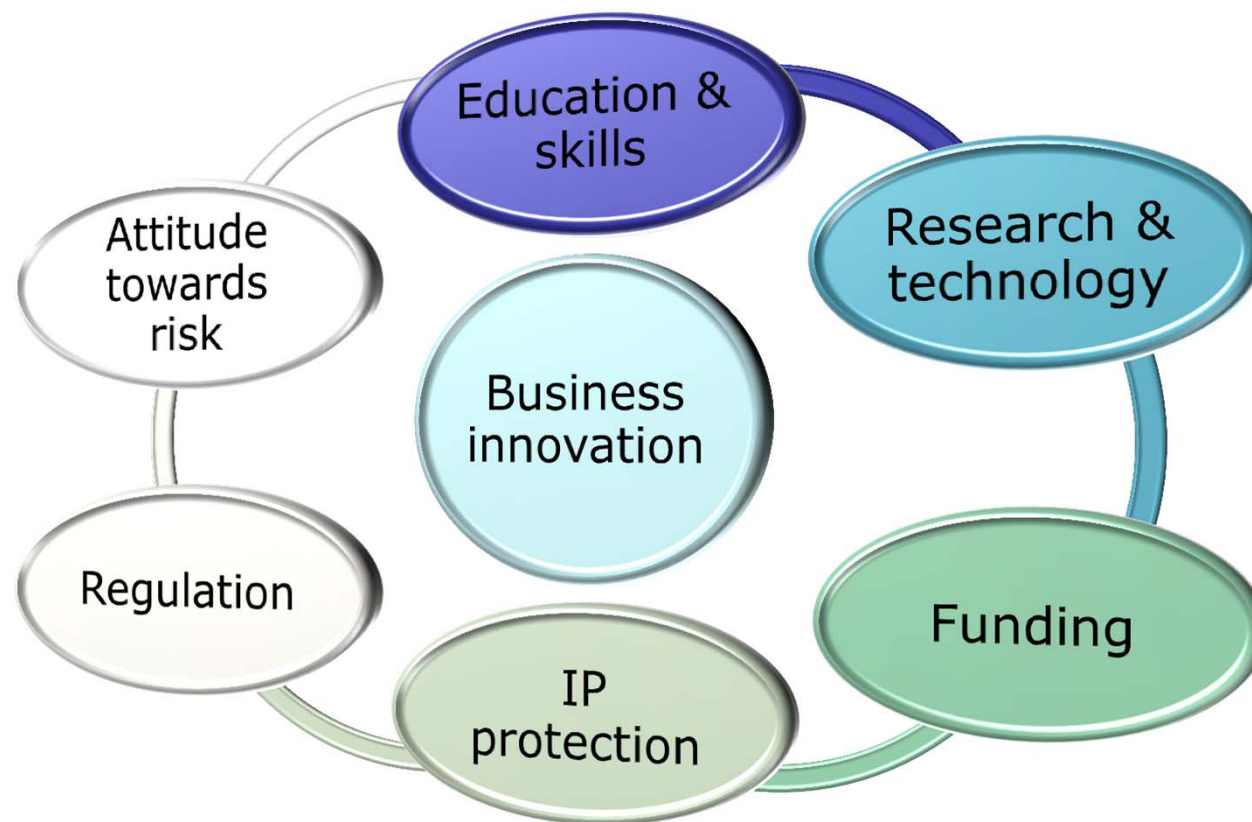 Education &
skills
Research &
technology
Funding
IP
protection
Regulation
Attitude
towards
risk
Business
innovation